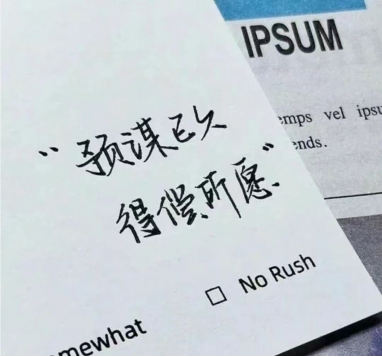 IPSUM
emps vel ipsu
ends.
“预谋已久
得偿所愿”
□ No Rush
mewhat